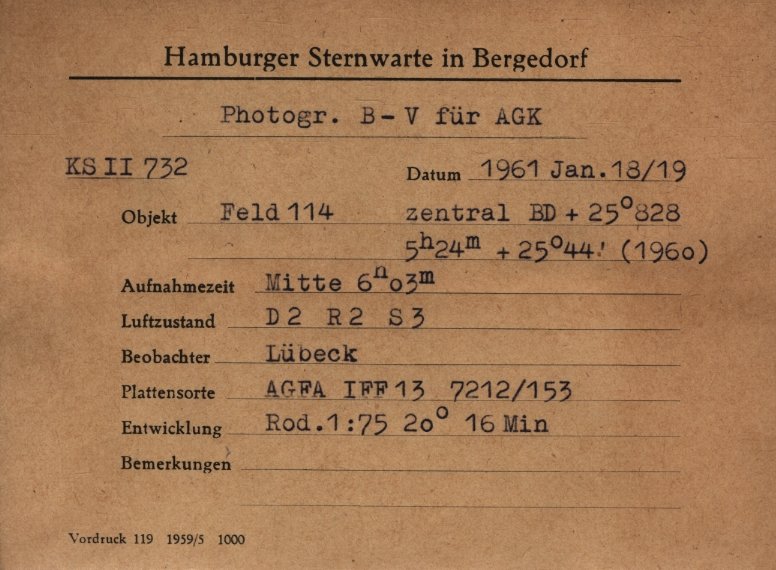 Hamburger Sternwarte in Bergedorf
Photogr. B - V für AGK
KS II 732 Datum 1961 Jan.18/19
Objekt Feld 114 zentral BD + 25°828
5ʰ24ᵐ + 25°44' (1960)
Aufnahmezeit Mitte 6ʰ03ᵐ
Luftzustand D2 R2 S3
Beobachter Lübeck
Plattensorte AGFA IFF 13 7212/153
Entwicklung Rod.1:75 20° 16 Min
Bemerkungen
Vordruck 119 1959/5 1000